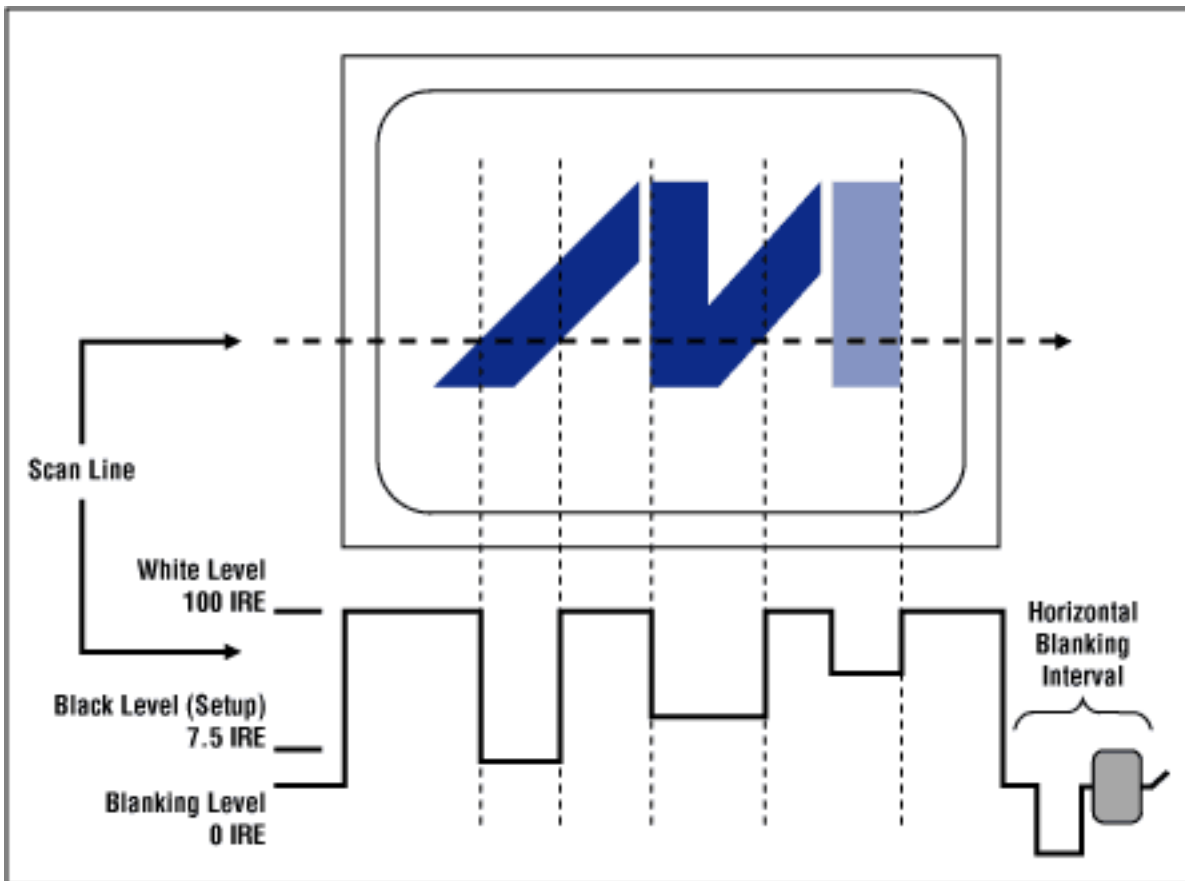 Scan Line
White Level
100 IRE
Black Level (Setup)
7.5 IRE
Blanking Level
0 IRE
Horizontal
Blanking
Interval